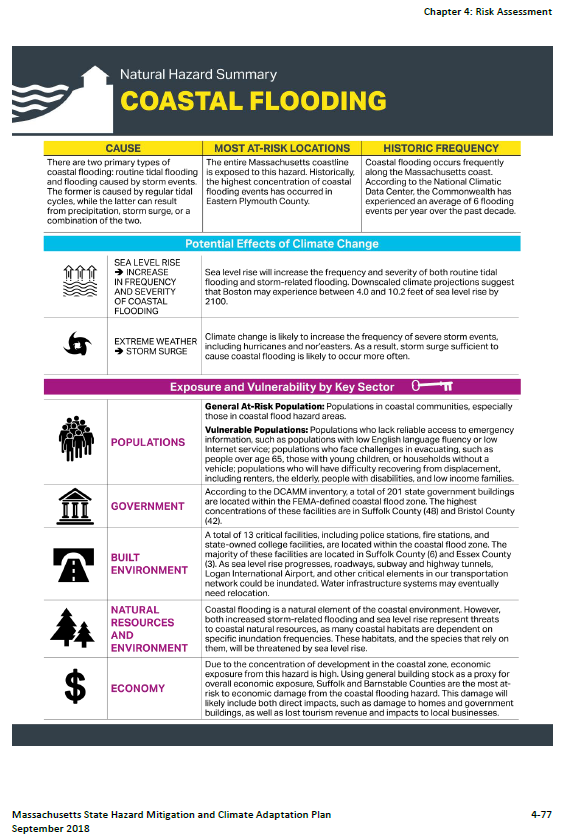 Chapter 4: Risk Assessment
Natural Hazard Summary
COASTAL FLOODING
CAUSE
There are two primary types of
coastal flooding: routine tidal flooding
and flooding caused by storm events.
The former is caused by regular tidal
cycles, while the latter can result
from precipitation, storm surge, or a
combination of the two.
MOST AT-RISK LOCATIONS
The entire Massachusetts coastline
is exposed to this hazard. Historically,
the highest concentration of coastal
flooding events has occurred in
Eastern Plymouth County.
HISTORIC FREQUENCY
Coastal flooding occurs frequently
along the Massachusetts coast.
According to the National Climatic
Data Center, the Commonwealth has
experienced an average of 6 flooding
events per year over the past decade.
Potential Effects of Climate Change
SEA LEVEL RISE
➔ INCREASE
IN FREQUENCY
AND SEVERITY
OF COASTAL
FLOODING
Sea level rise will increase the frequency and severity of both routine tidal
flooding and storm-related flooding. Downscaled climate projections suggest
that Boston may experience between 4.0 and 10.2 feet of sea level rise by
2100.
EXTREME WEATHER
➔ STORM SURGE
Climate change is likely to increase the frequency of severe storm events,
including hurricanes and nor'easters. As a result, storm surge sufficient to
cause coastal flooding is likely to occur more often.
Exposure and Vulnerability by Key Sector
POPULATIONS
General At-Risk Population: Populations in coastal communities, especially
those in coastal flood hazard areas.
Vulnerable Populations: Populations who lack reliable access to emergency
information, such as populations with low English language fluency or low
Internet service; populations who face challenges in evacuating, such as
people over age 65, those with young children, or households without a
vehicle; populations who will have difficulty recovering from displacement,
including renters, the elderly, people with disabilities, and low income families.
GOVERNMENT
According to the DCAMM inventory, a total of 201 state government buildings
are located within the FEMA-defined coastal flood zone. The highest
concentrations of these facilities are in Suffolk County (48) and Bristol County
(42).
BUILT
ENVIRONMENT
A total of 13 critical facilities, including police stations, fire stations, and
state-owned college facilities, are located within the coastal flood zone. The
majority of these facilities are located in Suffolk County (6) and Essex County
(3). As sea level rise progresses, roadways, subway and highway tunnels,
Logan International Airport, and other critical elements in our transportation
network could be inundated. Water infrastructure systems may eventually
need relocation.
NATURAL
RESOURCES
AND
ENVIRONMENT
Coastal flooding is a natural element of the coastal environment. However,
both increased storm-related flooding and sea level rise represent threats
to coastal natural resources, as many coastal habitats are dependent on
specific inundation frequencies. These habitats, and the species that rely on
them, will be threatened by sea level rise.
ECONOMY
Due to the concentration of development in the coastal zone, economic
exposure from this hazard is high. Using general building stock as a proxy for
overall economic exposure, Suffolk and Barnstable Counties are the most at-
risk to economic damage from the coastal flooding hazard. This damage will
likely include both direct impacts, such as damage to homes and government
buildings, as well as lost tourism revenue and impacts to local businesses.
Massachusetts State Hazard Mitigation and Climate Adaptation Plan
4-77
September 2018